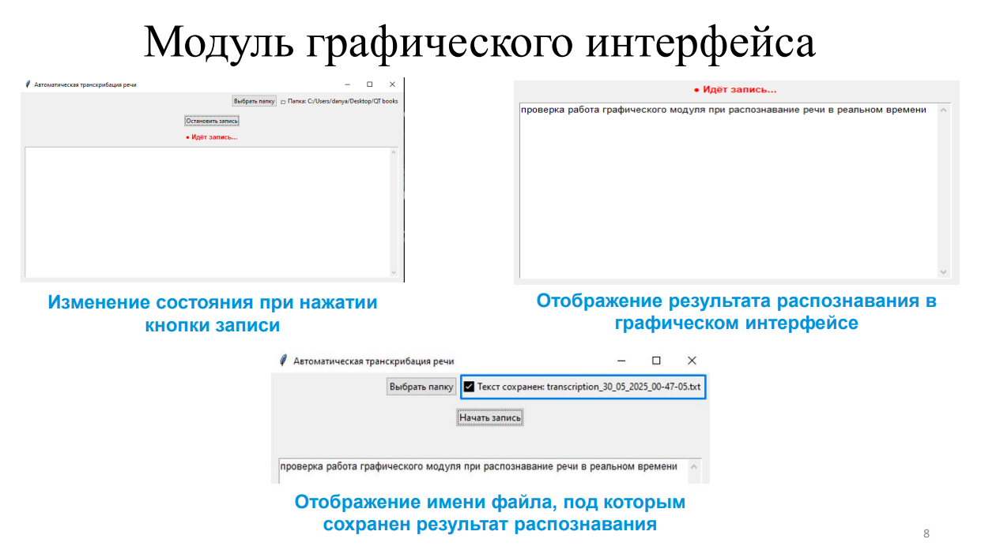 Модуль графического интерфейса
Автоматическая транскрибация речи
Выбрать папку Папка: C:/Users/danya/Desktop/QT books
Остановить запись
● Идёт запись...
Изменение состояния при нажатии
кнопки записи
● Идёт запись...
проверка работа графического модуля при распознавание речи в реальном времени
Отображение результата распознавания в
графическом интерфейсе
Автоматическая транскрибация речи
Выбрать папку Текст сохранен: transcription_30_05_2025_00-47-05.txt
Начать запись
проверка работа графического модуля при распознавание речи в реальном времени
Отображение имени файла, под которым
сохранен результат распознавания
8